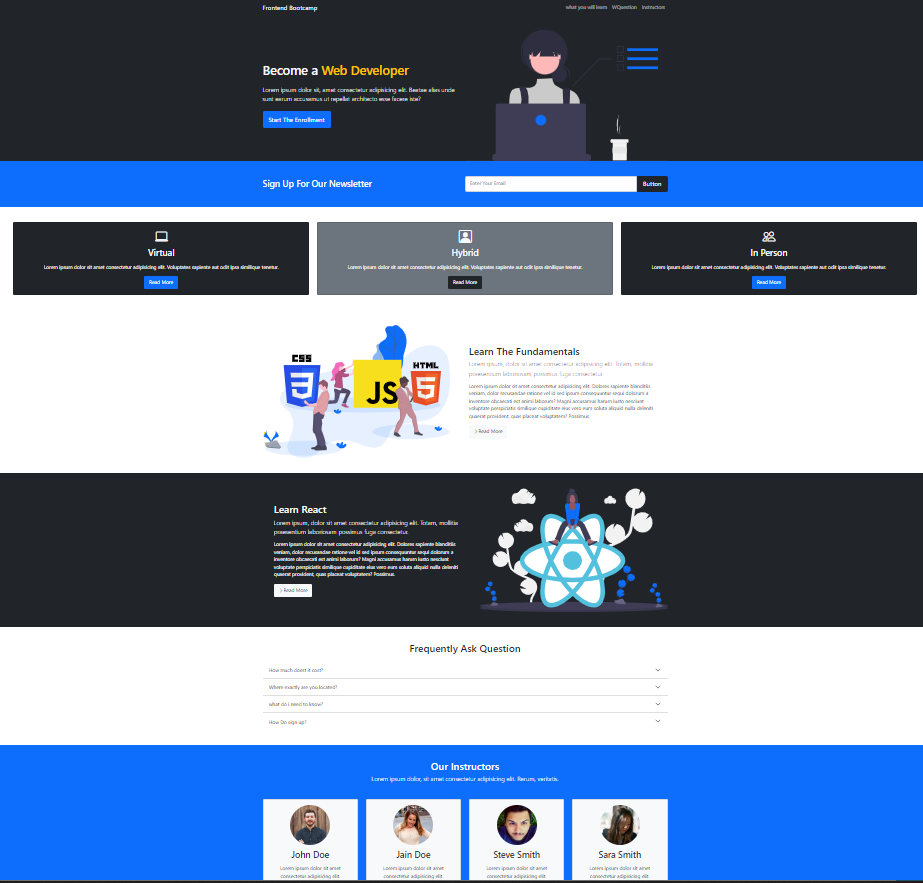 Frontend Bootcamp
what you will learn WQuestion Instructors
Become a Web Developer
Lorem ipsum dolor sit, amet consectetur adipisicing elit. Beatae alias unde
sunt earum accusamus ut repellat architecto esse facere iste?
Start The Enrollment
Sign Up For Our Newsletter
Enter Your Email
Button
Virtual
Lorem ipsum dolor sit amet consectetur adipisicing elit. Voluptates sapiente aut odit ipsa similique tenetur.
Read More
Hybrid
Lorem ipsum dolor sit amet consectetur adipisicing elit. Voluptates sapiente aut odit ipsa similique tenetur.
Read More
In Person
Lorem ipsum dolor sit amet consectetur adipisicing elit. Voluptates sapiente aut odit ipsa similique tenetur.
Read More
CSS
3
JS
HTML
5
Learn The Fundamentals
Lorem ipsum, dolor sit amet consectetur adipisicing elit. Totam, mollitia
praesentium laboriosam possimus fuga consectetur.
Lorem ipsum dolor sit amet consectetur adipisicing elit. Dolores sapiente blanditiis
veniam, dolor recusandae ratione vel id sed ipsum consequuntur sequi dolorum a
inventore obcaecati est animi laborum? Magni accusamus harum iusto nesciunt
voluptate perspiciatis similique cupiditate eius vero eum soluta aliquid nulla deleniti
quaerat provident, quas placeat voluptatem? Possimus.
> Read More
Learn React
Lorem ipsum, dolor sit amet consectetur adipisicing elit. Totam, mollitia
praesentium laboriosam possimus fuga consectetur.
Lorem ipsum dolor sit amet consectetur adipisicing elit. Dolores sapiente blanditiis
veniam, dolor recusandae ratione vel id sed ipsum consequuntur sequi dolorum a
inventore obcaecati est animi laborum? Magni accusamus harum iusto nesciunt
voluptate perspiciatis similique cupiditate eius vero eum soluta aliquid nulla deleniti
quaerat provident, quas placeat voluptatem? Possimus.
> Read More
Frequently Ask Question
How much doest it cost?
Where exactly are you located?
what do i need to know?
How Do sign up?
Our Instructors
Lorem ipsum dolor, sit amet consectetur adipisicing elit. Rerum, veritatis.
John Doe
Lorem ipsum dolor sit amet
consectetur adipisicing elit
Jain Doe
Lorem ipsum dolor sit amet
consectetur adipisicing elit
Steve Smith
Lorem ipsum dolor sit amet
consectetur adipisicing elit
Sara Smith
Lorem ipsum dolor sit amet
consectetur adipisicing elit